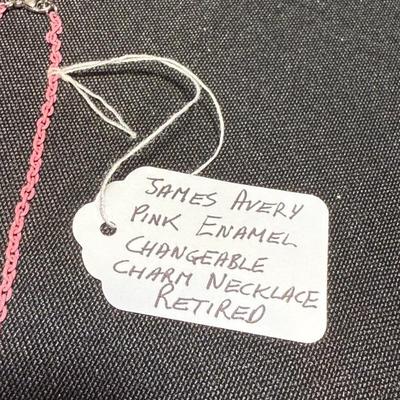 JAMES AVERY
PINK ENAMEL
CHANGEABLE
CHARM NECKLACE
RETIRED